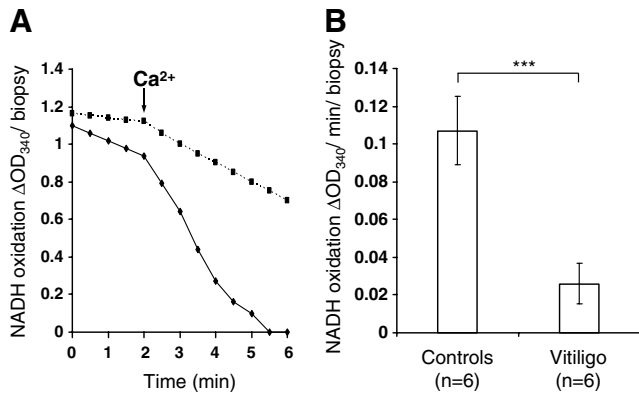 A
NADH oxidation ΔOD₃₄₀/ biopsy
1.4
1.2
1
0.8
0.6
0.4
0.2
0
Ca²⁺
0 1 2 3 4 5 6
Time (min)
B
NADH oxidation ΔOD₃₄₀/ min/ biopsy
0.14
0.12
0.1
0.08
0.06
0.04
0.02
0
***
Controls
(n=6)
Vitiligo
(n=6)